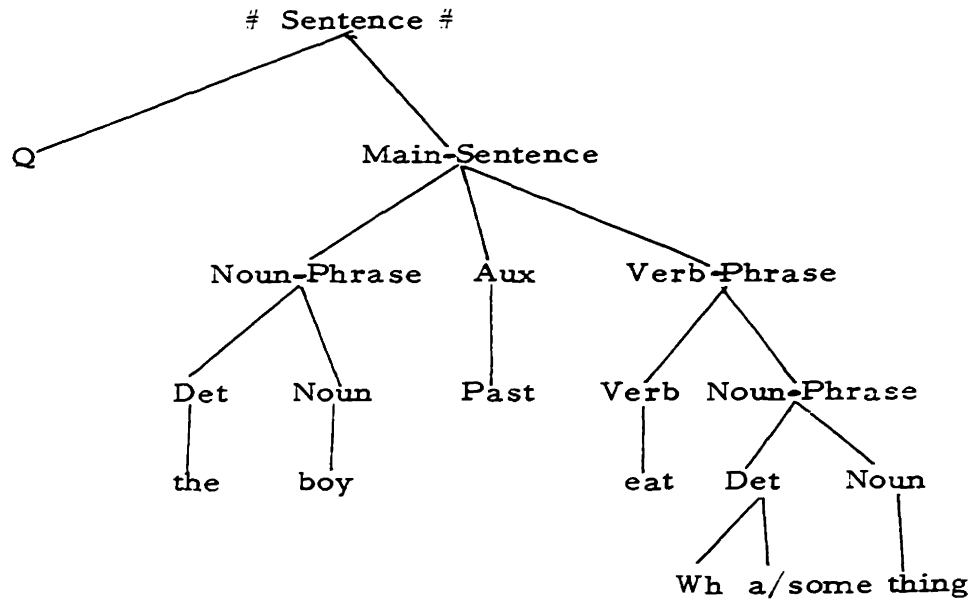 # Sentence #
Q Main-Sentence
Noun-Phrase Aux Verb-Phrase
Det Noun Past Verb Noun-Phrase
the boy eat Det Noun
Wh a/some thing